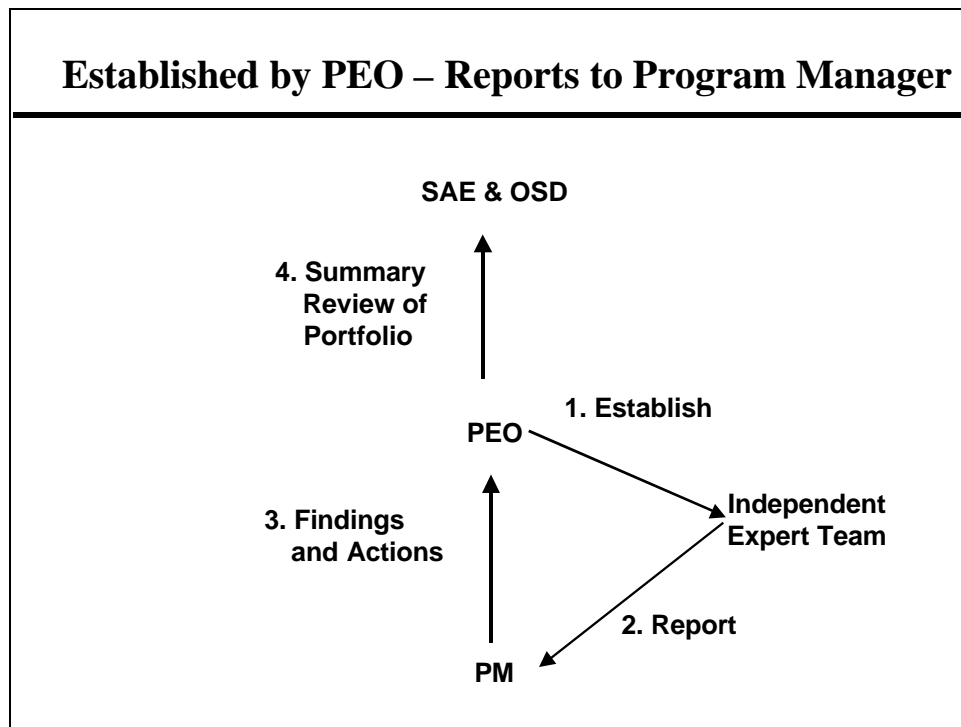 Established by PEO – Reports to Program Manager
SAE & OSD
4. Summary
Review of
Portfolio
1. Establish
PEO
Independent
Expert Team
3. Findings
and Actions
2. Report
PM